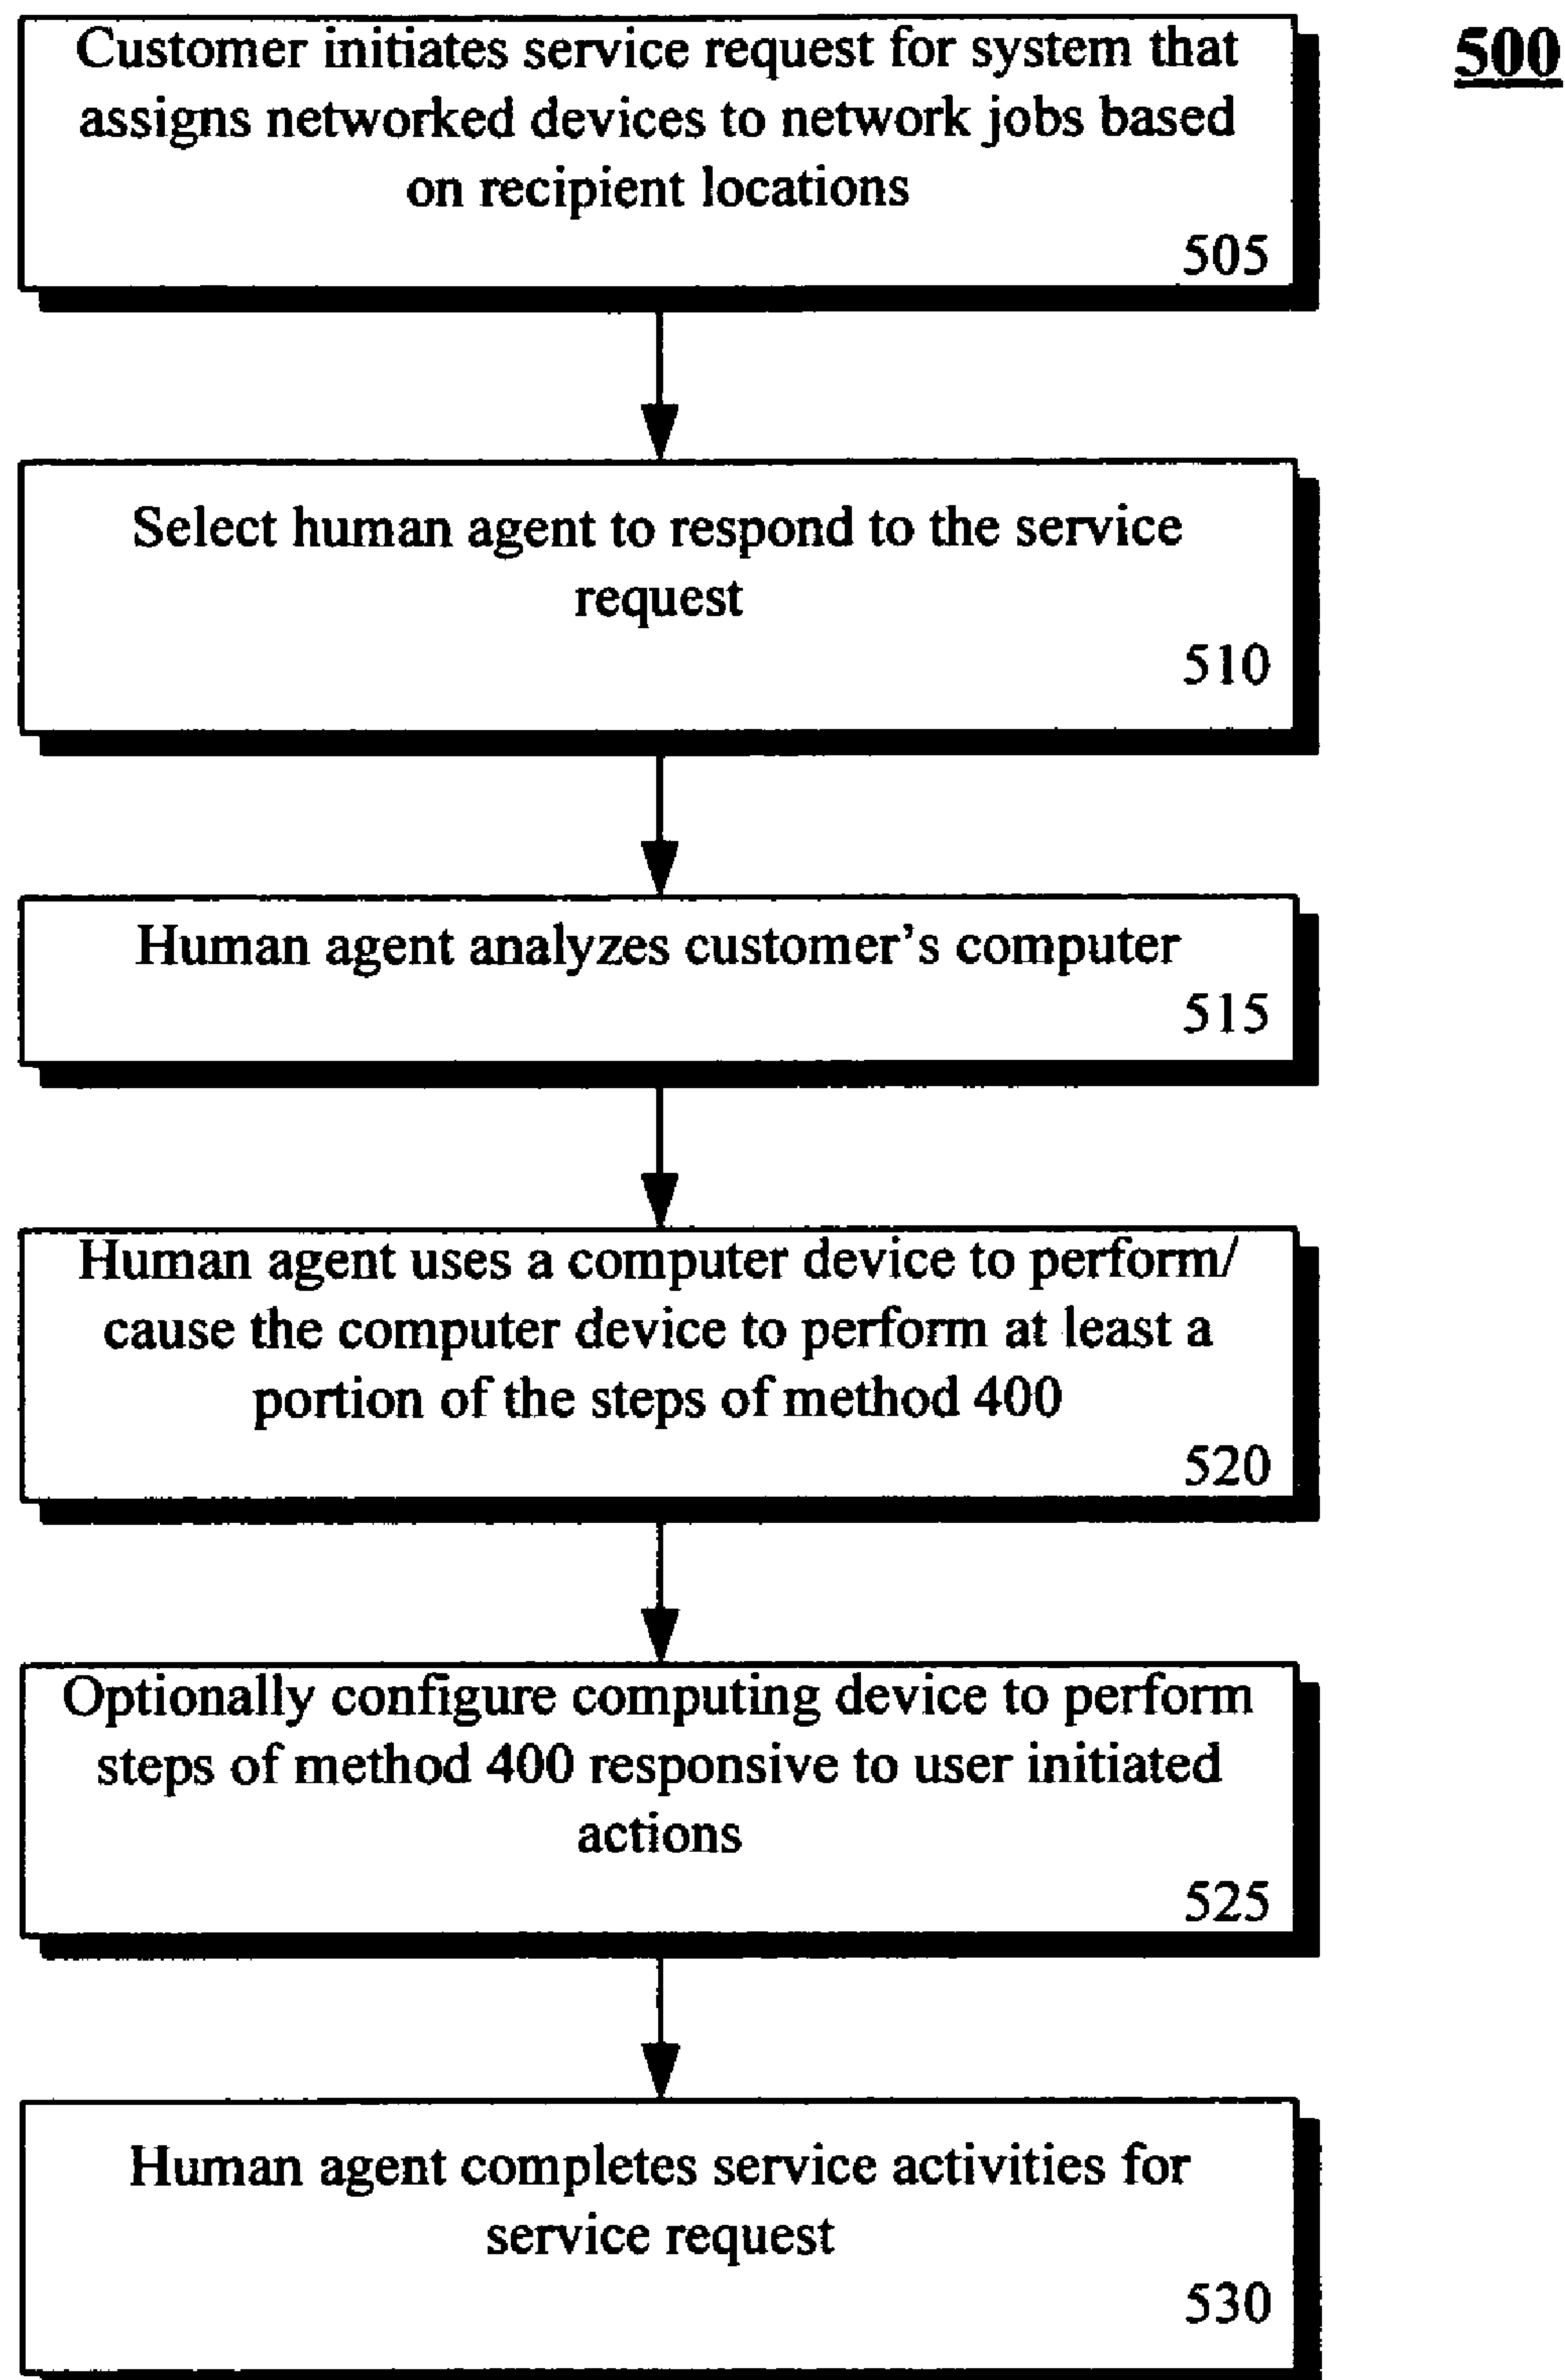 500
Customer initiates service request for system that
assigns networked devices to network jobs based
on recipient locations
505
Select human agent to respond to the service
request
510
Human agent analyzes customer's computer
515
Human agent uses a computer device to perform/
cause the computer device to perform at least a
portion of the steps of method 400
520
Optionally configure computing device to perform
steps of method 400 responsive to user initiated
actions
525
Human agent completes service activities for
service request
530